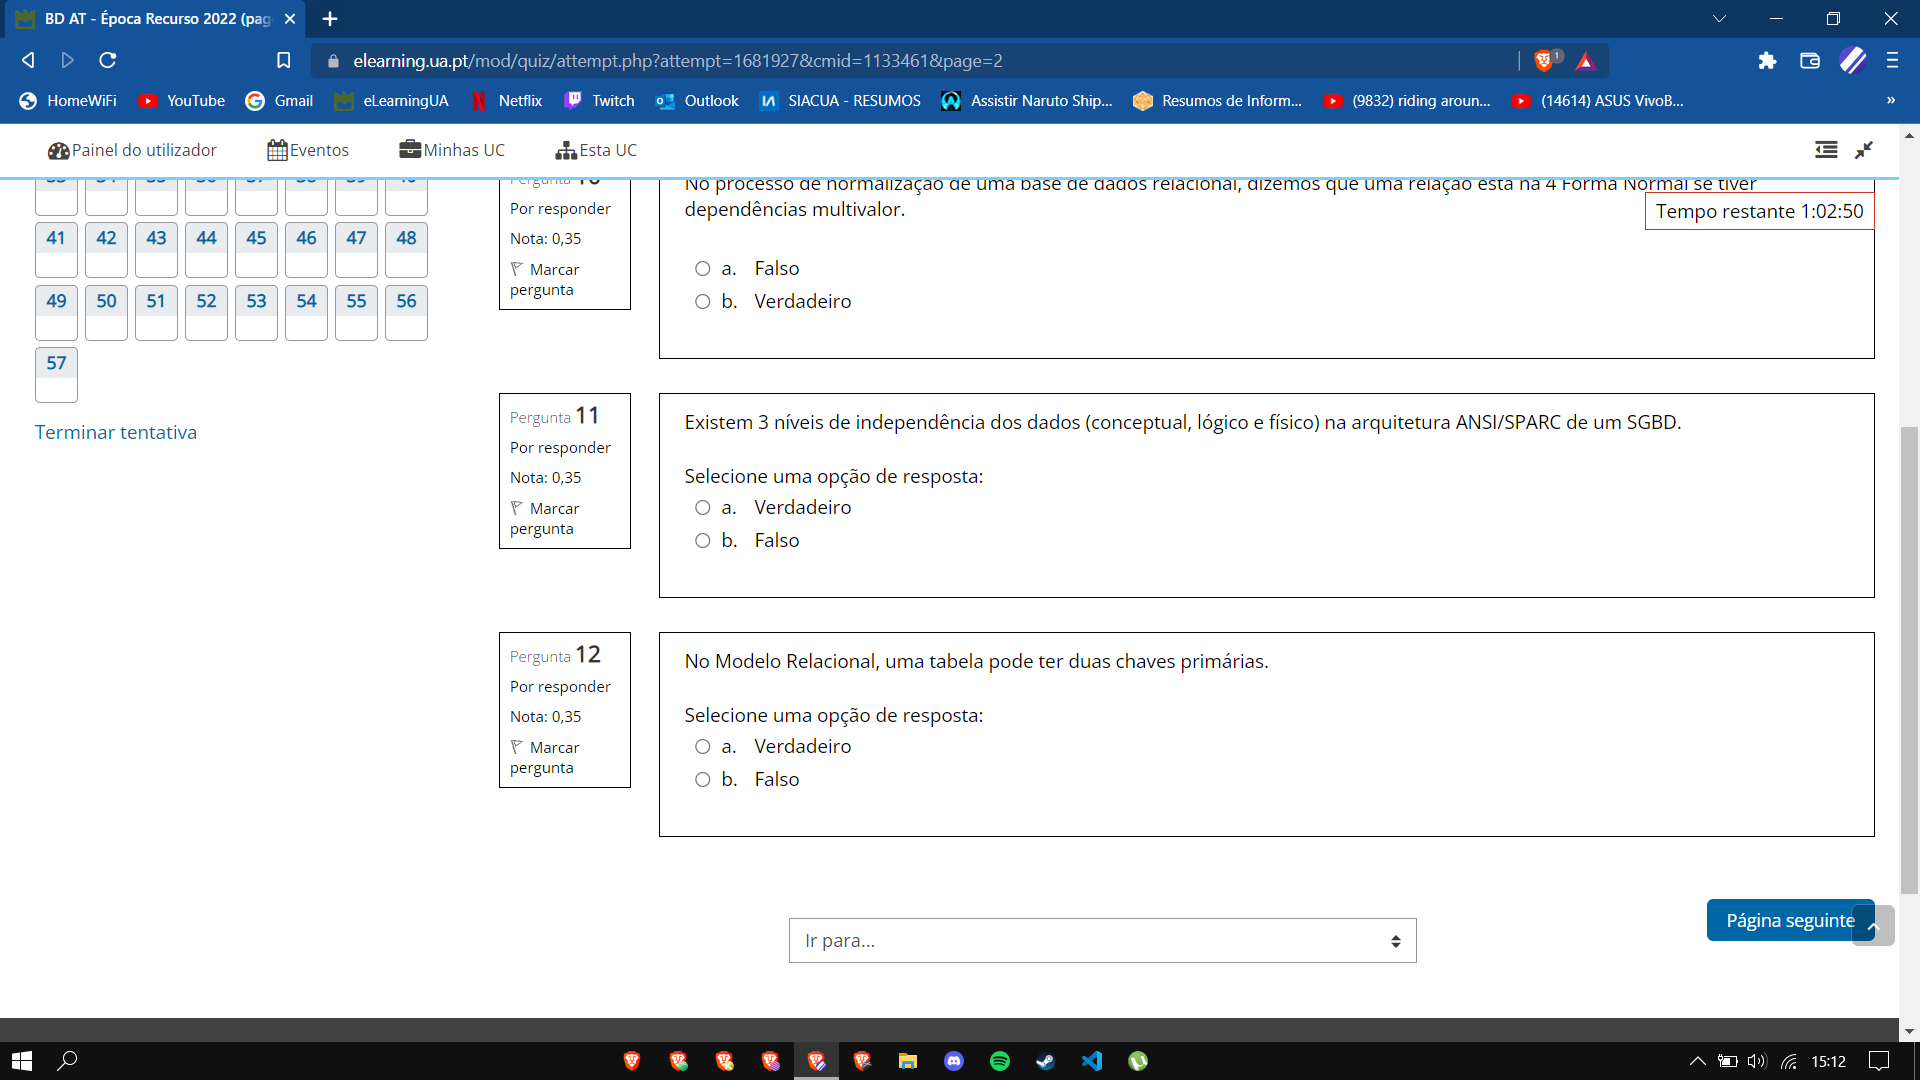 BD AT - Época Recurso 2022 (pag
elearning.ua.pt/mod/quiz/attempt.php?attempt=1681927&cmid=1133461&page=2
1
HomeWiFi
YouTube
Gmail
eLearningUA
Netflix
Twitch
Outlook
SIACUA - RESUMOS
Assistir Naruto Ship...
Resumos de Inform...
(9832) riding aroun...
(14614) ASUS VivoB...
»
Painel do utilizador
Eventos
Minhas UC
Esta UC
41 42 43 44 45 46 47 48
49 50 51 52 53 54 55 56
57
Terminar tentativa
Por responder
Nota: 0,35
Marcar
pergunta
No processo de normalização de uma base de dados relacional, dizemos que uma relação está na 4 Forma Normal se tiver
dependências multivalor.
Tempo restante 1:02:50
a. Falso
b. Verdadeiro
Pergunta 11
Por responder
Nota: 0,35
Marcar
pergunta
Existem 3 níveis de independência dos dados (conceptual, lógico e físico) na arquitetura ANSI/SPARC de um SGBD.
Selecione uma opção de resposta:
a. Verdadeiro
b. Falso
Pergunta 12
Por responder
Nota: 0,35
Marcar
pergunta
No Modelo Relacional, uma tabela pode ter duas chaves primárias.
Selecione uma opção de resposta:
a. Verdadeiro
b. Falso
Página seguinte
Ir para...
15:12